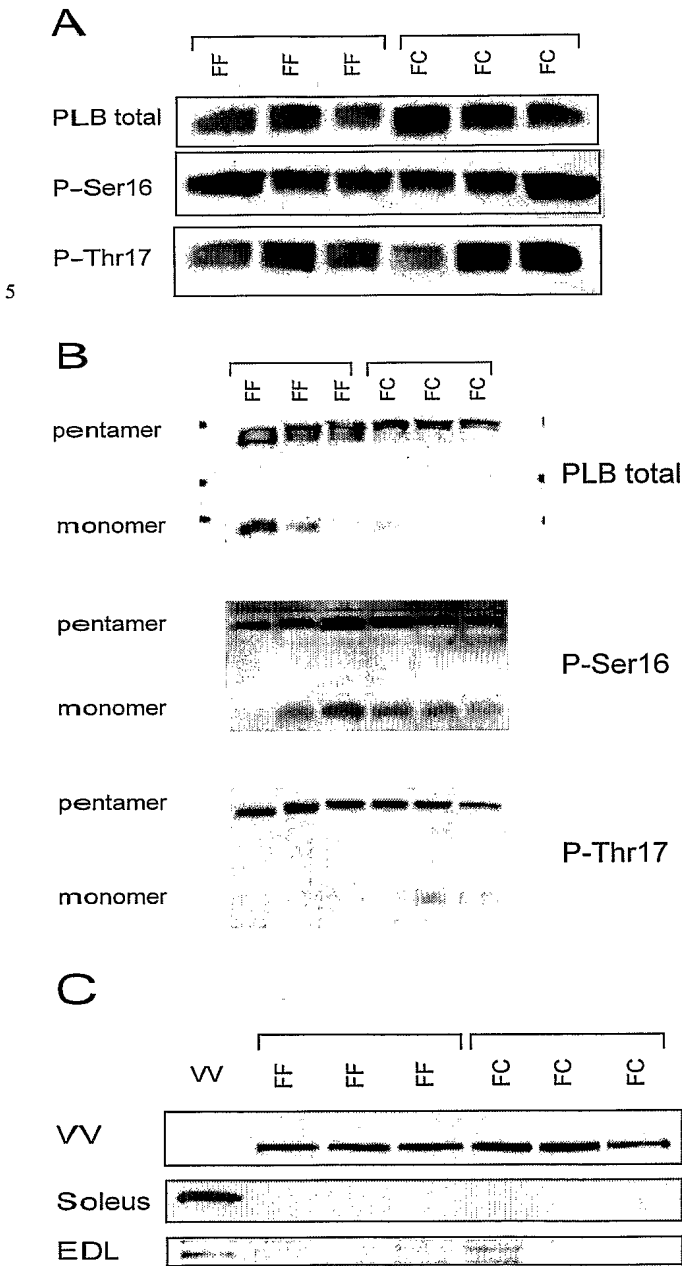 A
FF FF FF FC FC FC
PLB total
P-Ser16
P-Thr17
5
B
FF FF FF FC FC FC
pentamer
PLB total
monomer
pentamer
P-Ser16
monomer
pentamer
P-Thr17
monomer
C
VV FF FF FF FC FC FC
VV
Soleus
EDL